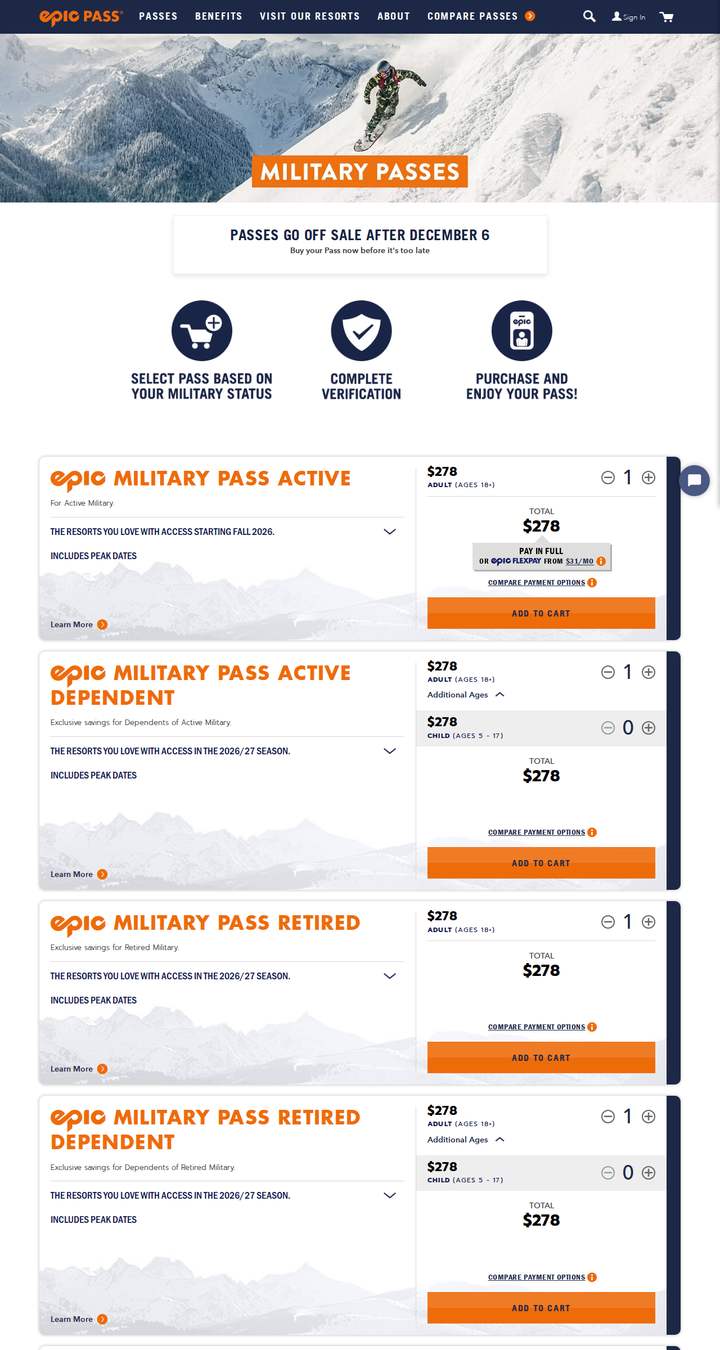 epic PASS®
PASSES
BENEFITS
VISIT OUR RESORTS
ABOUT
COMPARE PASSES
Sign In
MILITARY PASSES
PASSES GO OFF SALE AFTER DECEMBER 6
Buy your Pass now before it's too late
epic
SELECT PASS BASED ON
YOUR MILITARY STATUS
COMPLETE
VERIFICATION
PURCHASE AND
ENJOY YOUR PASS!
epic MILITARY PASS ACTIVE
For Active Military.
THE RESORTS YOU LOVE WITH ACCESS STARTING FALL 2026.
INCLUDES PEAK DATES
Learn More
$278
ADULT (AGES 18+)
1
TOTAL
$278
PAY IN FULL
OR epic FLEXPAY FROM $31/MO
COMPARE PAYMENT OPTIONS
ADD TO CART
epic MILITARY PASS ACTIVE
DEPENDENT
Exclusive savings for Dependents of Active Military.
THE RESORTS YOU LOVE WITH ACCESS IN THE 2026/27 SEASON.
INCLUDES PEAK DATES
Learn More
$278
ADULT (AGES 18+)
1
Additional Ages
$278
CHILD (AGES 5 - 17)
0
TOTAL
$278
COMPARE PAYMENT OPTIONS
ADD TO CART
epic MILITARY PASS RETIRED
Exclusive savings for Retired Military.
THE RESORTS YOU LOVE WITH ACCESS IN THE 2026/27 SEASON.
INCLUDES PEAK DATES
Learn More
$278
ADULT (AGES 18+)
1
TOTAL
$278
COMPARE PAYMENT OPTIONS
ADD TO CART
epic MILITARY PASS RETIRED
DEPENDENT
Exclusive savings for Dependents of Retired Military.
THE RESORTS YOU LOVE WITH ACCESS IN THE 2026/27 SEASON.
INCLUDES PEAK DATES
Learn More
$278
ADULT (AGES 18+)
1
Additional Ages
$278
CHILD (AGES 5 - 17)
0
TOTAL
$278
COMPARE PAYMENT OPTIONS
ADD TO CART